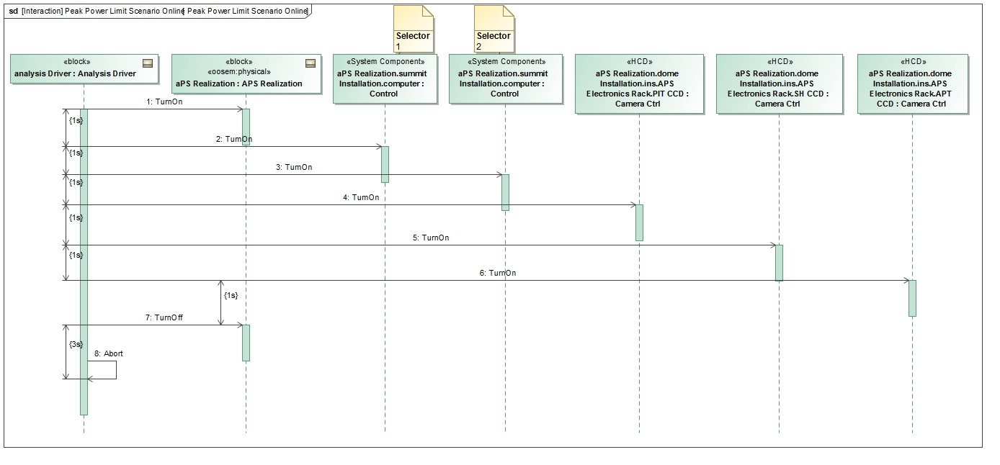 sd [Interaction] Peak Power Limit Scenario Online[ Peak Power Limit Scenario Online]
Selector
1
Selector
2
«block»
analysis Driver : Analysis Driver
«block»
«oosem:physical»
aPS Realization : APS Realization
«System Component»
aPS Realization.summit
Installation.computer :
Control
«System Component»
aPS Realization.summit
Installation.computer :
Control
«HCD»
aPS Realization.dome
Installation.ins.APS
Electronics Rack.PIT CCD :
Camera Ctrl
«HCD»
aPS Realization.dome
Installation.ins.APS
Electronics Rack.SH CCD :
Camera Ctrl
«HCD»
aPS Realization.dome
Installation.ins.APS
Electronics Rack.APT
CCD : Camera Ctrl
1: TurnOn
{1s}
2: TurnOn
{1s}
3: TurnOn
{1s}
4: TurnOn
{1s}
5: TurnOn
{1s}
6: TurnOn
{1s}
7: TurnOff
{3s}
8: Abort